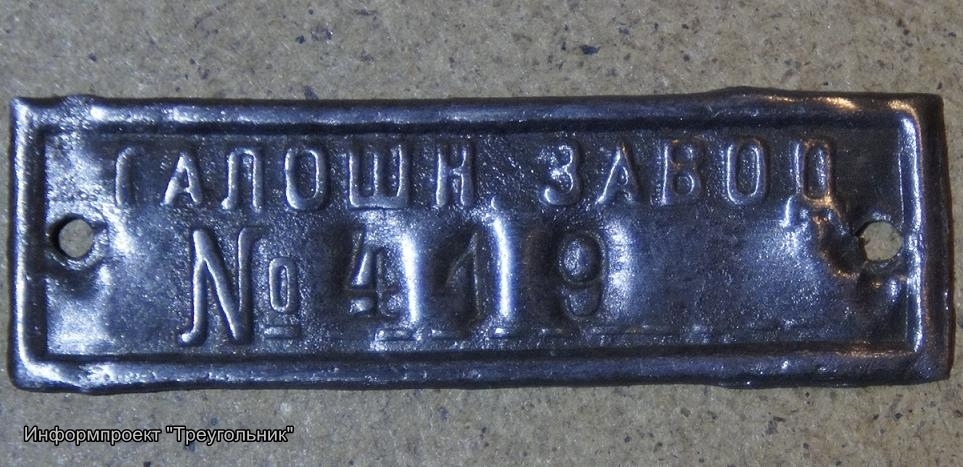 ГАЛОШН. ЗАВОД
№ 419
Информпроект "Треугольник"